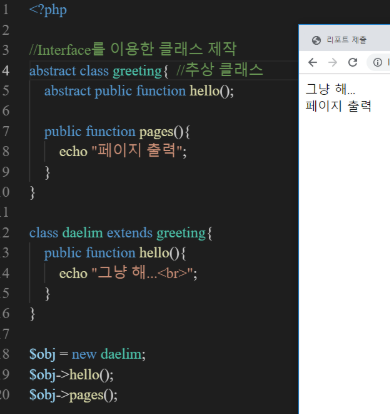 1 <?php
2
3 //Interface를 이용한 클래스 제작
4 abstract class greeting{ //추상 클래스
5 abstract public function hello();
6
7 public function pages(){
8 echo "페이지 출력";
9 }
10 }
11
12 class daelim extends greeting{
13 public function hello(){
14 echo "그냥 해...<br>";
15 }
16 }
17
18 $obj = new daelim;
19 $obj->hello();
20 $obj->pages();
리포트 제출
그냥 해...
페이지 출력